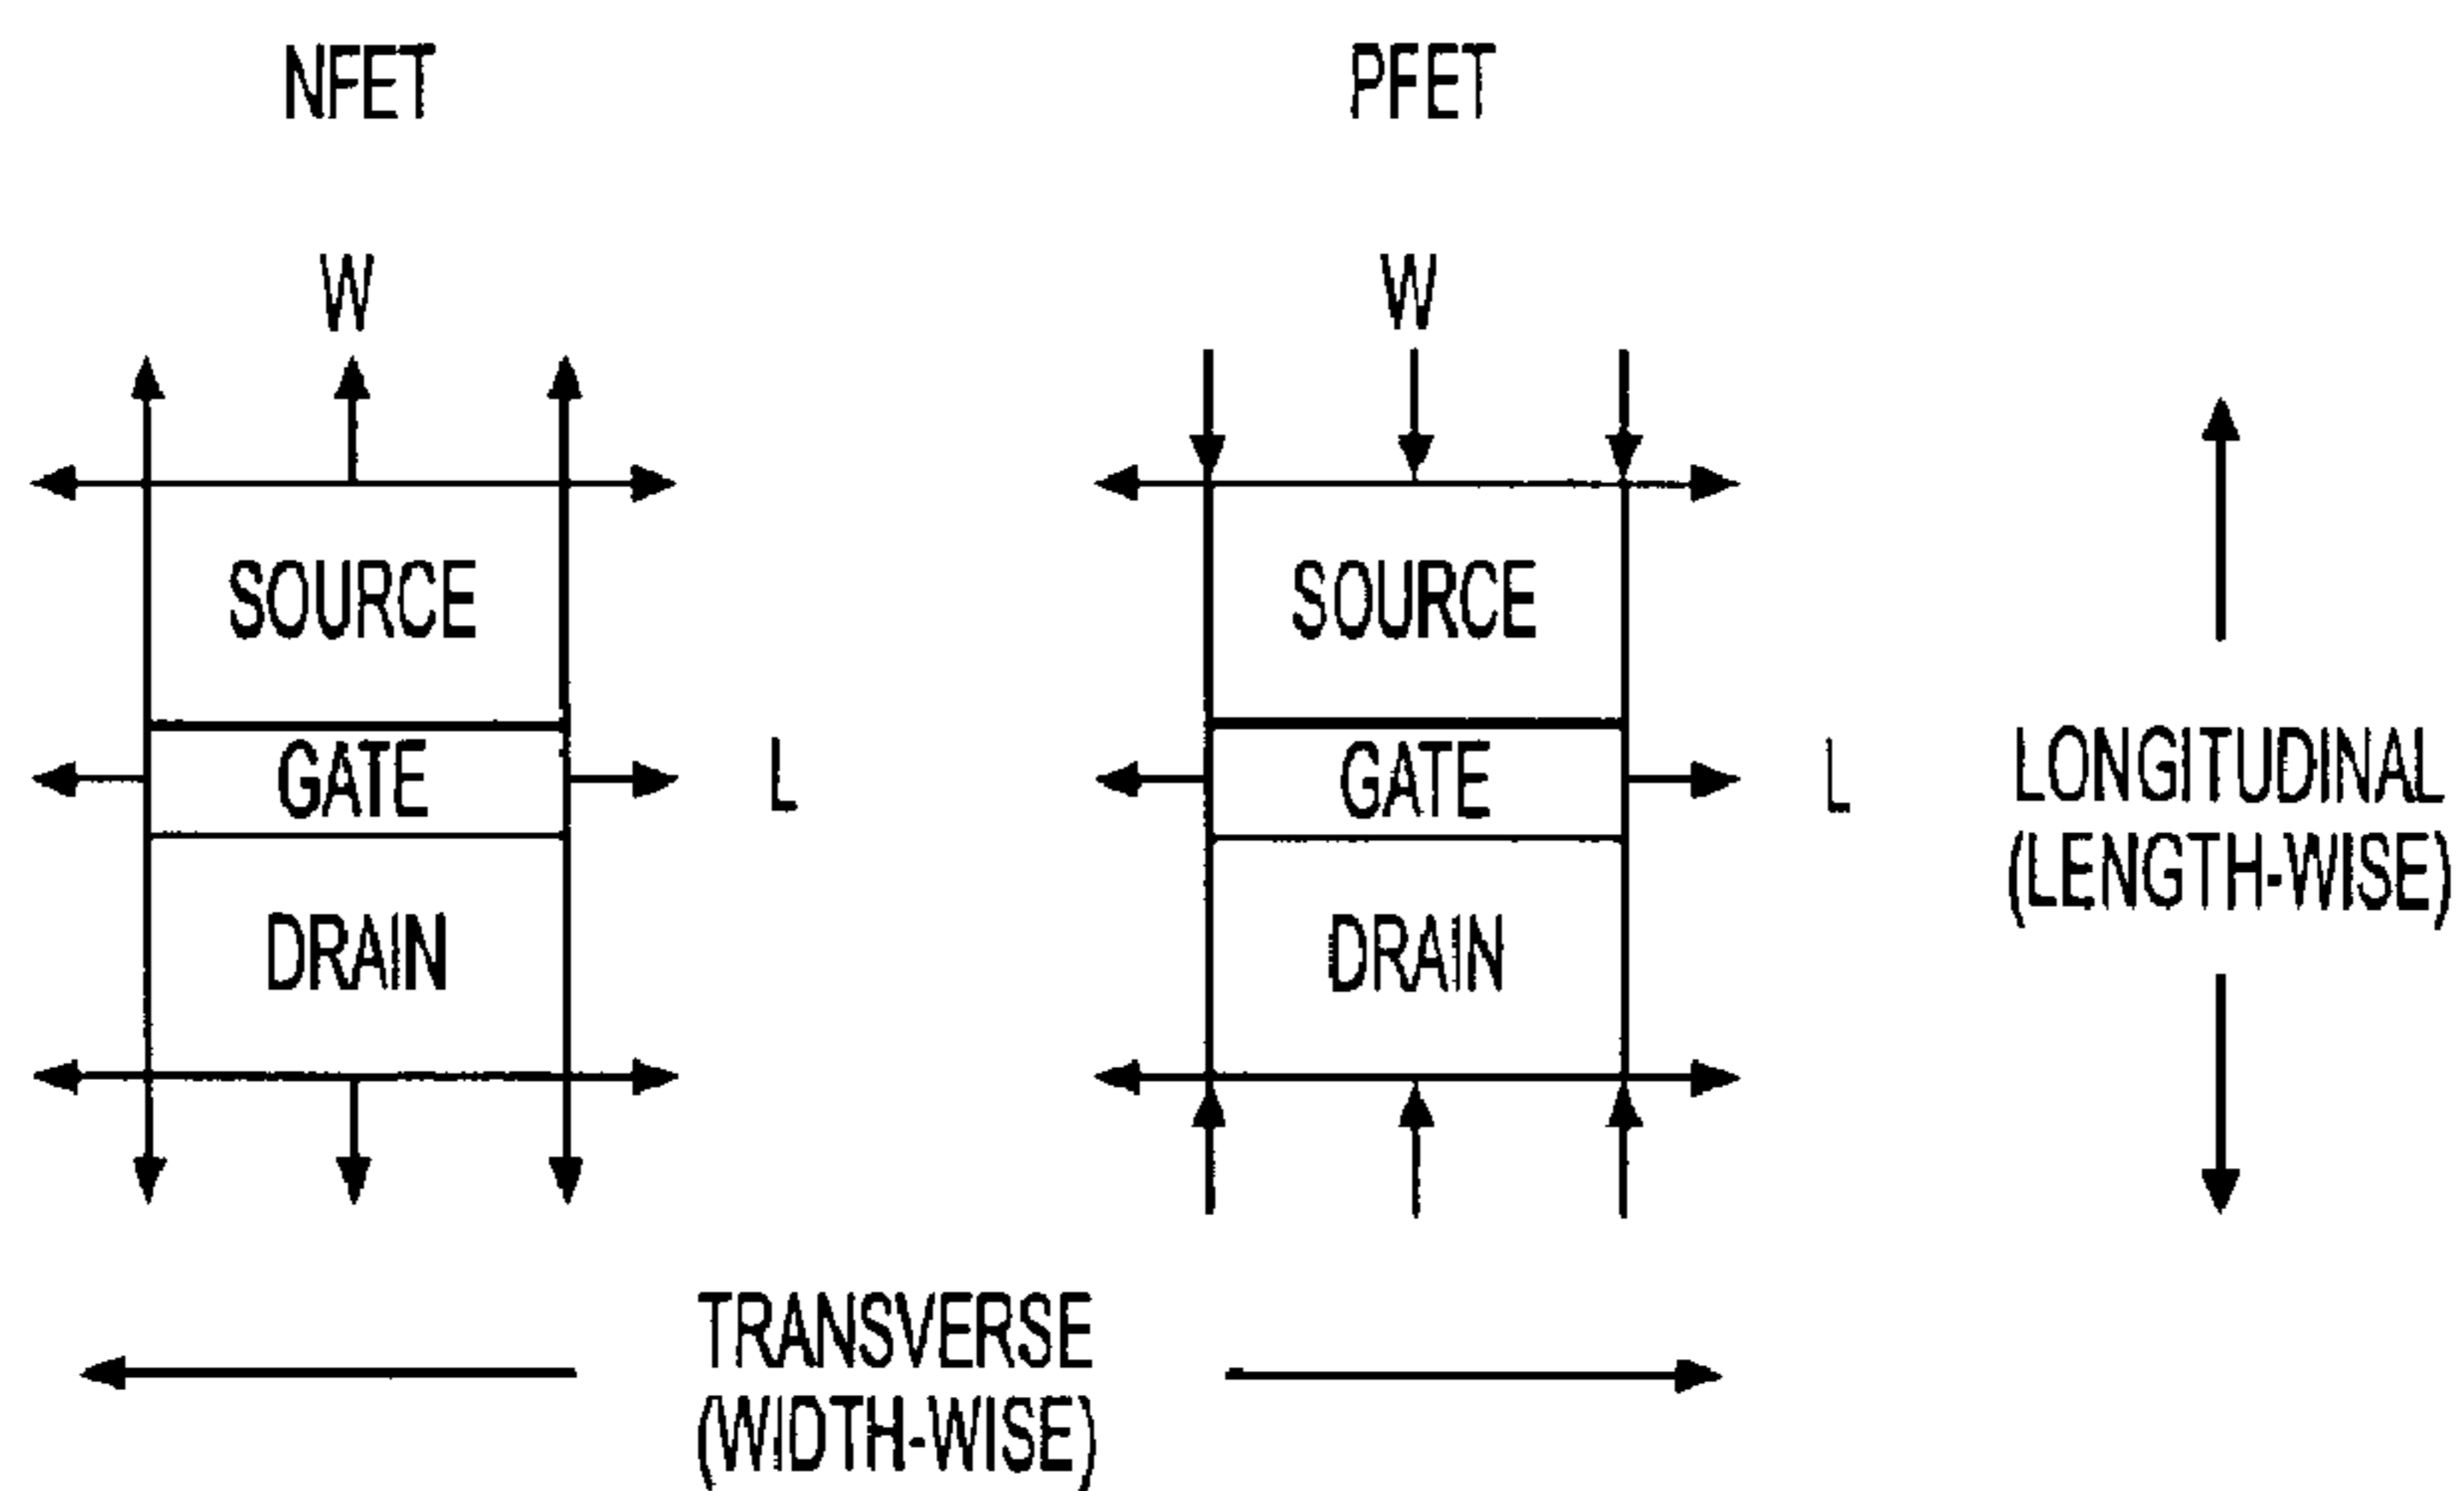 NFET
PFET
W
W
SOURCE
SOURCE
GATE
L
GATE
L
LONGITUDINAL
(LENGTH-WISE)
DRAIN
DRAIN
TRANSVERSE
(WIDTH-WISE)